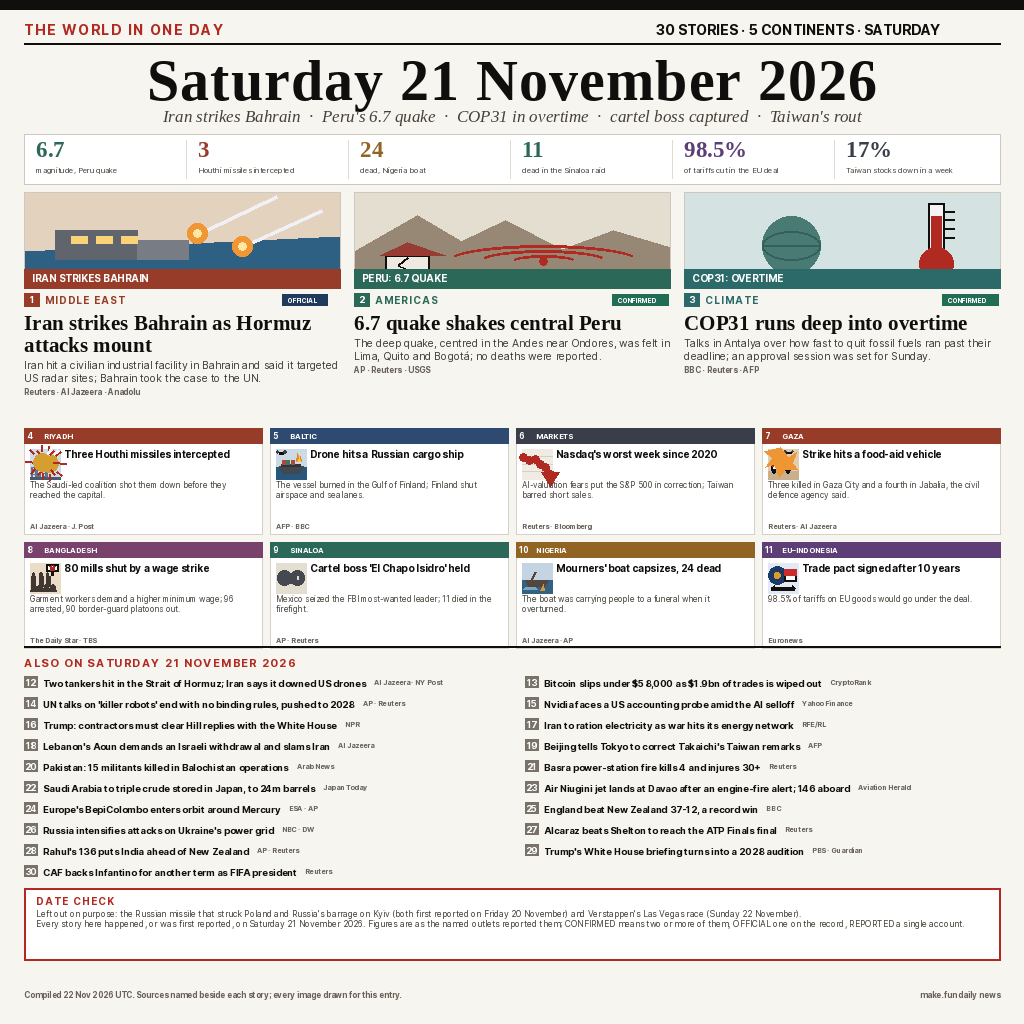 THE WORLD IN ONE DAY
30 STORIES · 5 CONTINENTS · SATURDAY
Saturday 21 November 2026
Iran strikes Bahrain · Peru's 6.7 quake · COP31 in overtime · cartel boss captured · Taiwan's rout
6.7
magnitude, Peru quake
3
Houthi missiles intercepted
24
dead, Nigeria boat
11
dead in the Sinaloa raid
98.5%
of tariffs cut in the EU deal
17%
Taiwan stocks down in a week
IRAN STRIKES BAHRAIN
1 MIDDLE EAST OFFICIAL
Iran strikes Bahrain as Hormuz
attacks mount
Iran hit a civilian industrial facility in Bahrain and said it targeted
US radar sites; Bahrain took the case to the UN.
Reuters · Al Jazeera · Anadolu
PERU: 6.7 QUAKE
2 AMERICAS CONFIRMED
6.7 quake shakes central Peru
The deep quake, centred in the Andes near Ondores, was felt in
Lima, Quito and Bogotá; no deaths were reported.
AP · Reuters · USGS
COP31: OVERTIME
3 CLIMATE CONFIRMED
COP31 runs deep into overtime
Talks in Antalya over how fast to quit fossil fuels ran past their
deadline; an approval session was set for Sunday.
BBC · Reuters · AFP
4 RIYADH
Three Houthi missiles intercepted
The Saudi-led coalition shot them down before they
reached the capital.
Al Jazeera · J. Post
5 BALTIC
Drone hits a Russian cargo ship
The vessel burned in the Gulf of Finland; Finland shut
airspace and sea lanes.
AFP · BBC
6 MARKETS
Nasdaq's worst week since 2020
AI-valuation fears put the S&P 500 in correction; Taiwan
barred short sales.
Reuters · Bloomberg
7 GAZA
Strike hits a food-aid vehicle
Three killed in Gaza City and a fourth in Jabalia, the civil
defence agency said.
Reuters · Al Jazeera
8 BANGLADESH
80 mills shut by a wage strike
Garment workers demand a higher minimum wage; 96
arrested, 90 border-guard platoons out.
The Daily Star · TBS
9 SINALOA
Cartel boss 'El Chapo Isidro' held
Mexico seized the FBI most-wanted leader; 11 died in the
firefight.
AP · Reuters
10 NIGERIA
Mourners' boat capsizes, 24 dead
The boat was carrying people to a funeral when it
overturned.
Al Jazeera · AP
11 EU–INDONESIA
Trade pact signed after 10 years
98.5% of tariffs on EU goods would go under the deal.
Euronews
ALSO ON SATURDAY 21 NOVEMBER 2026
12 Two tankers hit in the Strait of Hormuz; Iran says it downed US drones Al Jazeera · NY Post
13 Bitcoin slips under $58,000 as $1.9bn of trades is wiped out CryptoRank
14 UN talks on 'killer robots' end with no binding rules, pushed to 2028 AP · Reuters
15 Nvidia faces a US accounting probe amid the AI selloff Yahoo Finance
16 Trump: contractors must clear Hill replies with the White House NPR
17 Iran to ration electricity as war hits its energy network RFE/RL
18 Lebanon's Aoun demands an Israeli withdrawal and slams Iran Al Jazeera
19 Beijing tells Tokyo to correct Takaichi's Taiwan remarks AFP
20 Pakistan: 15 militants killed in Balochistan operations Arab News
21 Basra power-station fire kills 4 and injures 30+ Reuters
22 Saudi Arabia to triple crude stored in Japan, to 24m barrels Japan Today
23 Air Niugini jet lands at Davao after an engine-fire alert; 146 aboard Aviation Herald
24 Europe's BepiColombo enters orbit around Mercury ESA · AP
25 England beat New Zealand 37-12, a record win BBC
26 Russia intensifies attacks on Ukraine's power grid NBC · DW
27 Alcaraz beats Shelton to reach the ATP Finals final Reuters
28 Rahul's 136 puts India ahead of New Zealand AP · Reuters
29 Trump's White House briefing turns into a 2028 audition PBS · Guardian
30 CAF backs Infantino for another term as FIFA president Reuters
DATE CHECK
Left out on purpose: the Russian missile that struck Poland and Russia's barrage on Kyiv (both first reported on Friday 20 November) and Verstappen's Las Vegas race (Sunday 22 November).
Every story here happened, or was first reported, on Saturday 21 November 2026. Figures are as the named outlets reported them; CONFIRMED means two or more of them, OFFICIAL one on the record, REPORTED a single account.
Compiled 22 Nov 2026 UTC. Sources named beside each story; every image drawn for this entry.
make.fun daily news